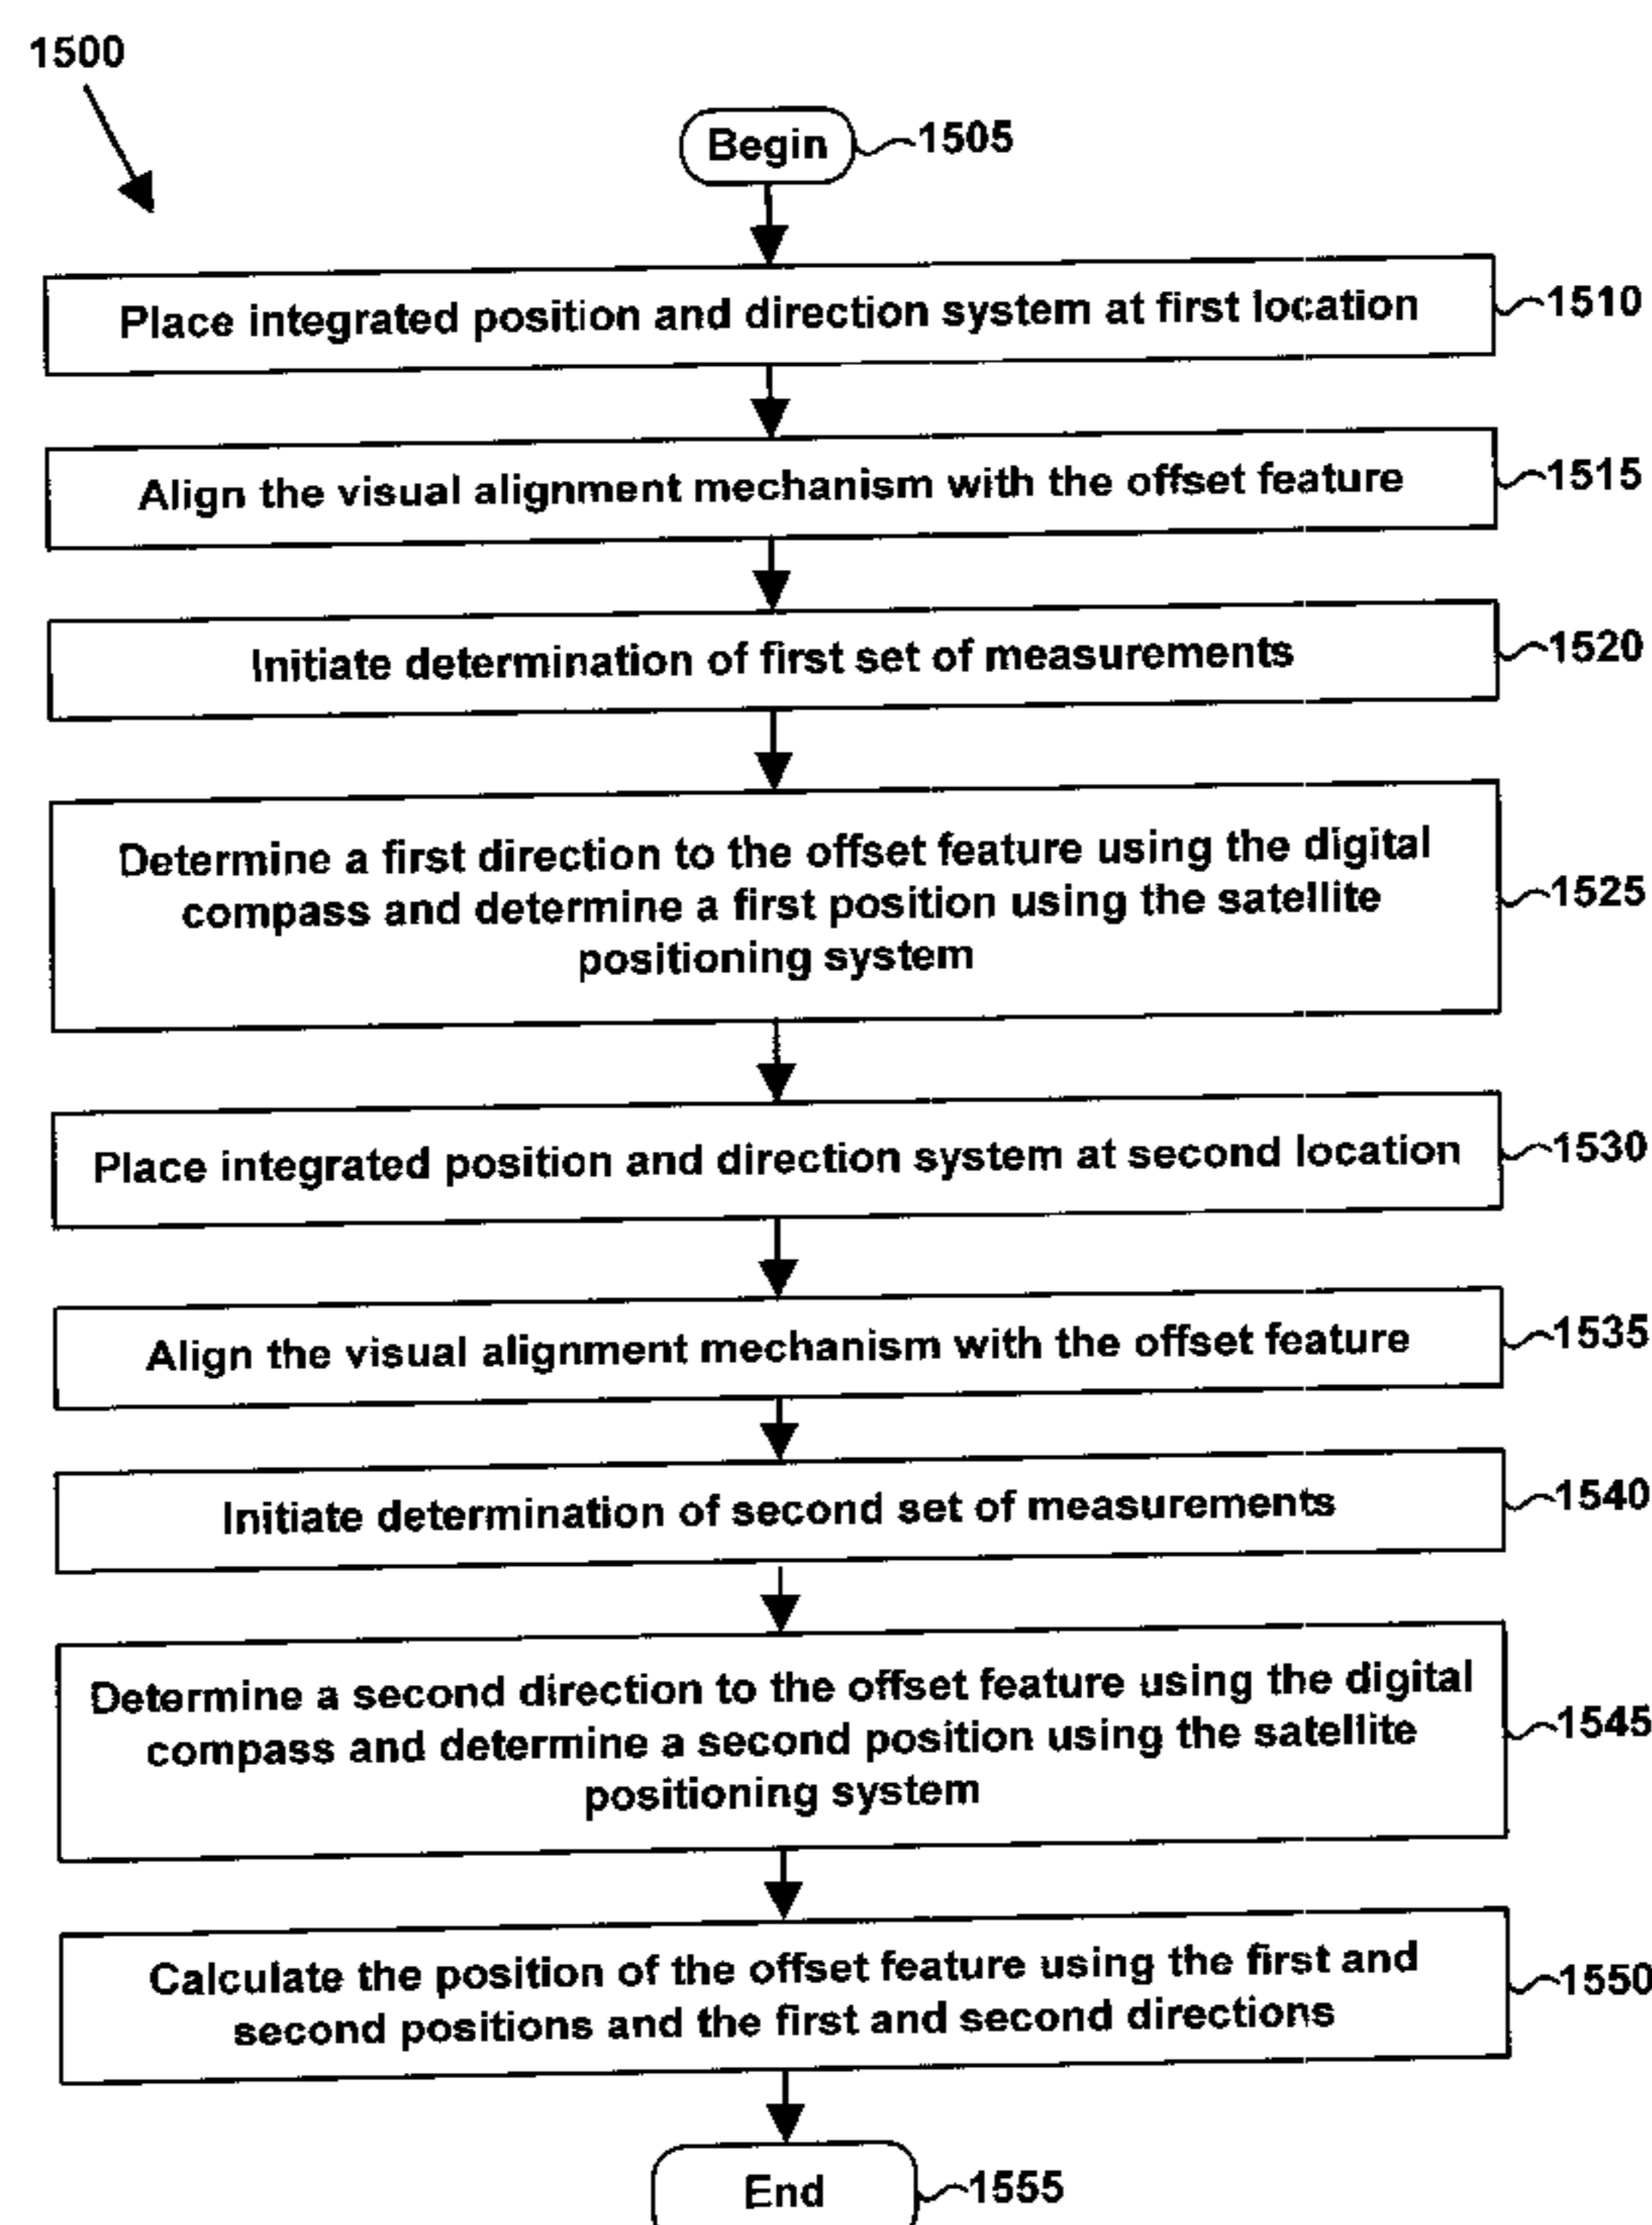 1500
Begin
1505
Place integrated position and direction system at first location
1510
Align the visual alignment mechanism with the offset feature
1515
Initiate determination of first set of measurements
1520
Determine a first direction to the offset feature using the digital
compass and determine a first position using the satellite
positioning system
1525
Place integrated position and direction system at second location
1530
Align the visual alignment mechanism with the offset feature
1535
Initiate determination of second set of measurements
1540
Determine a second direction to the offset feature using the digital
compass and determine a second position using the satellite
positioning system
1545
Calculate the position of the offset feature using the first and
second positions and the first and second directions
1550
End
1555